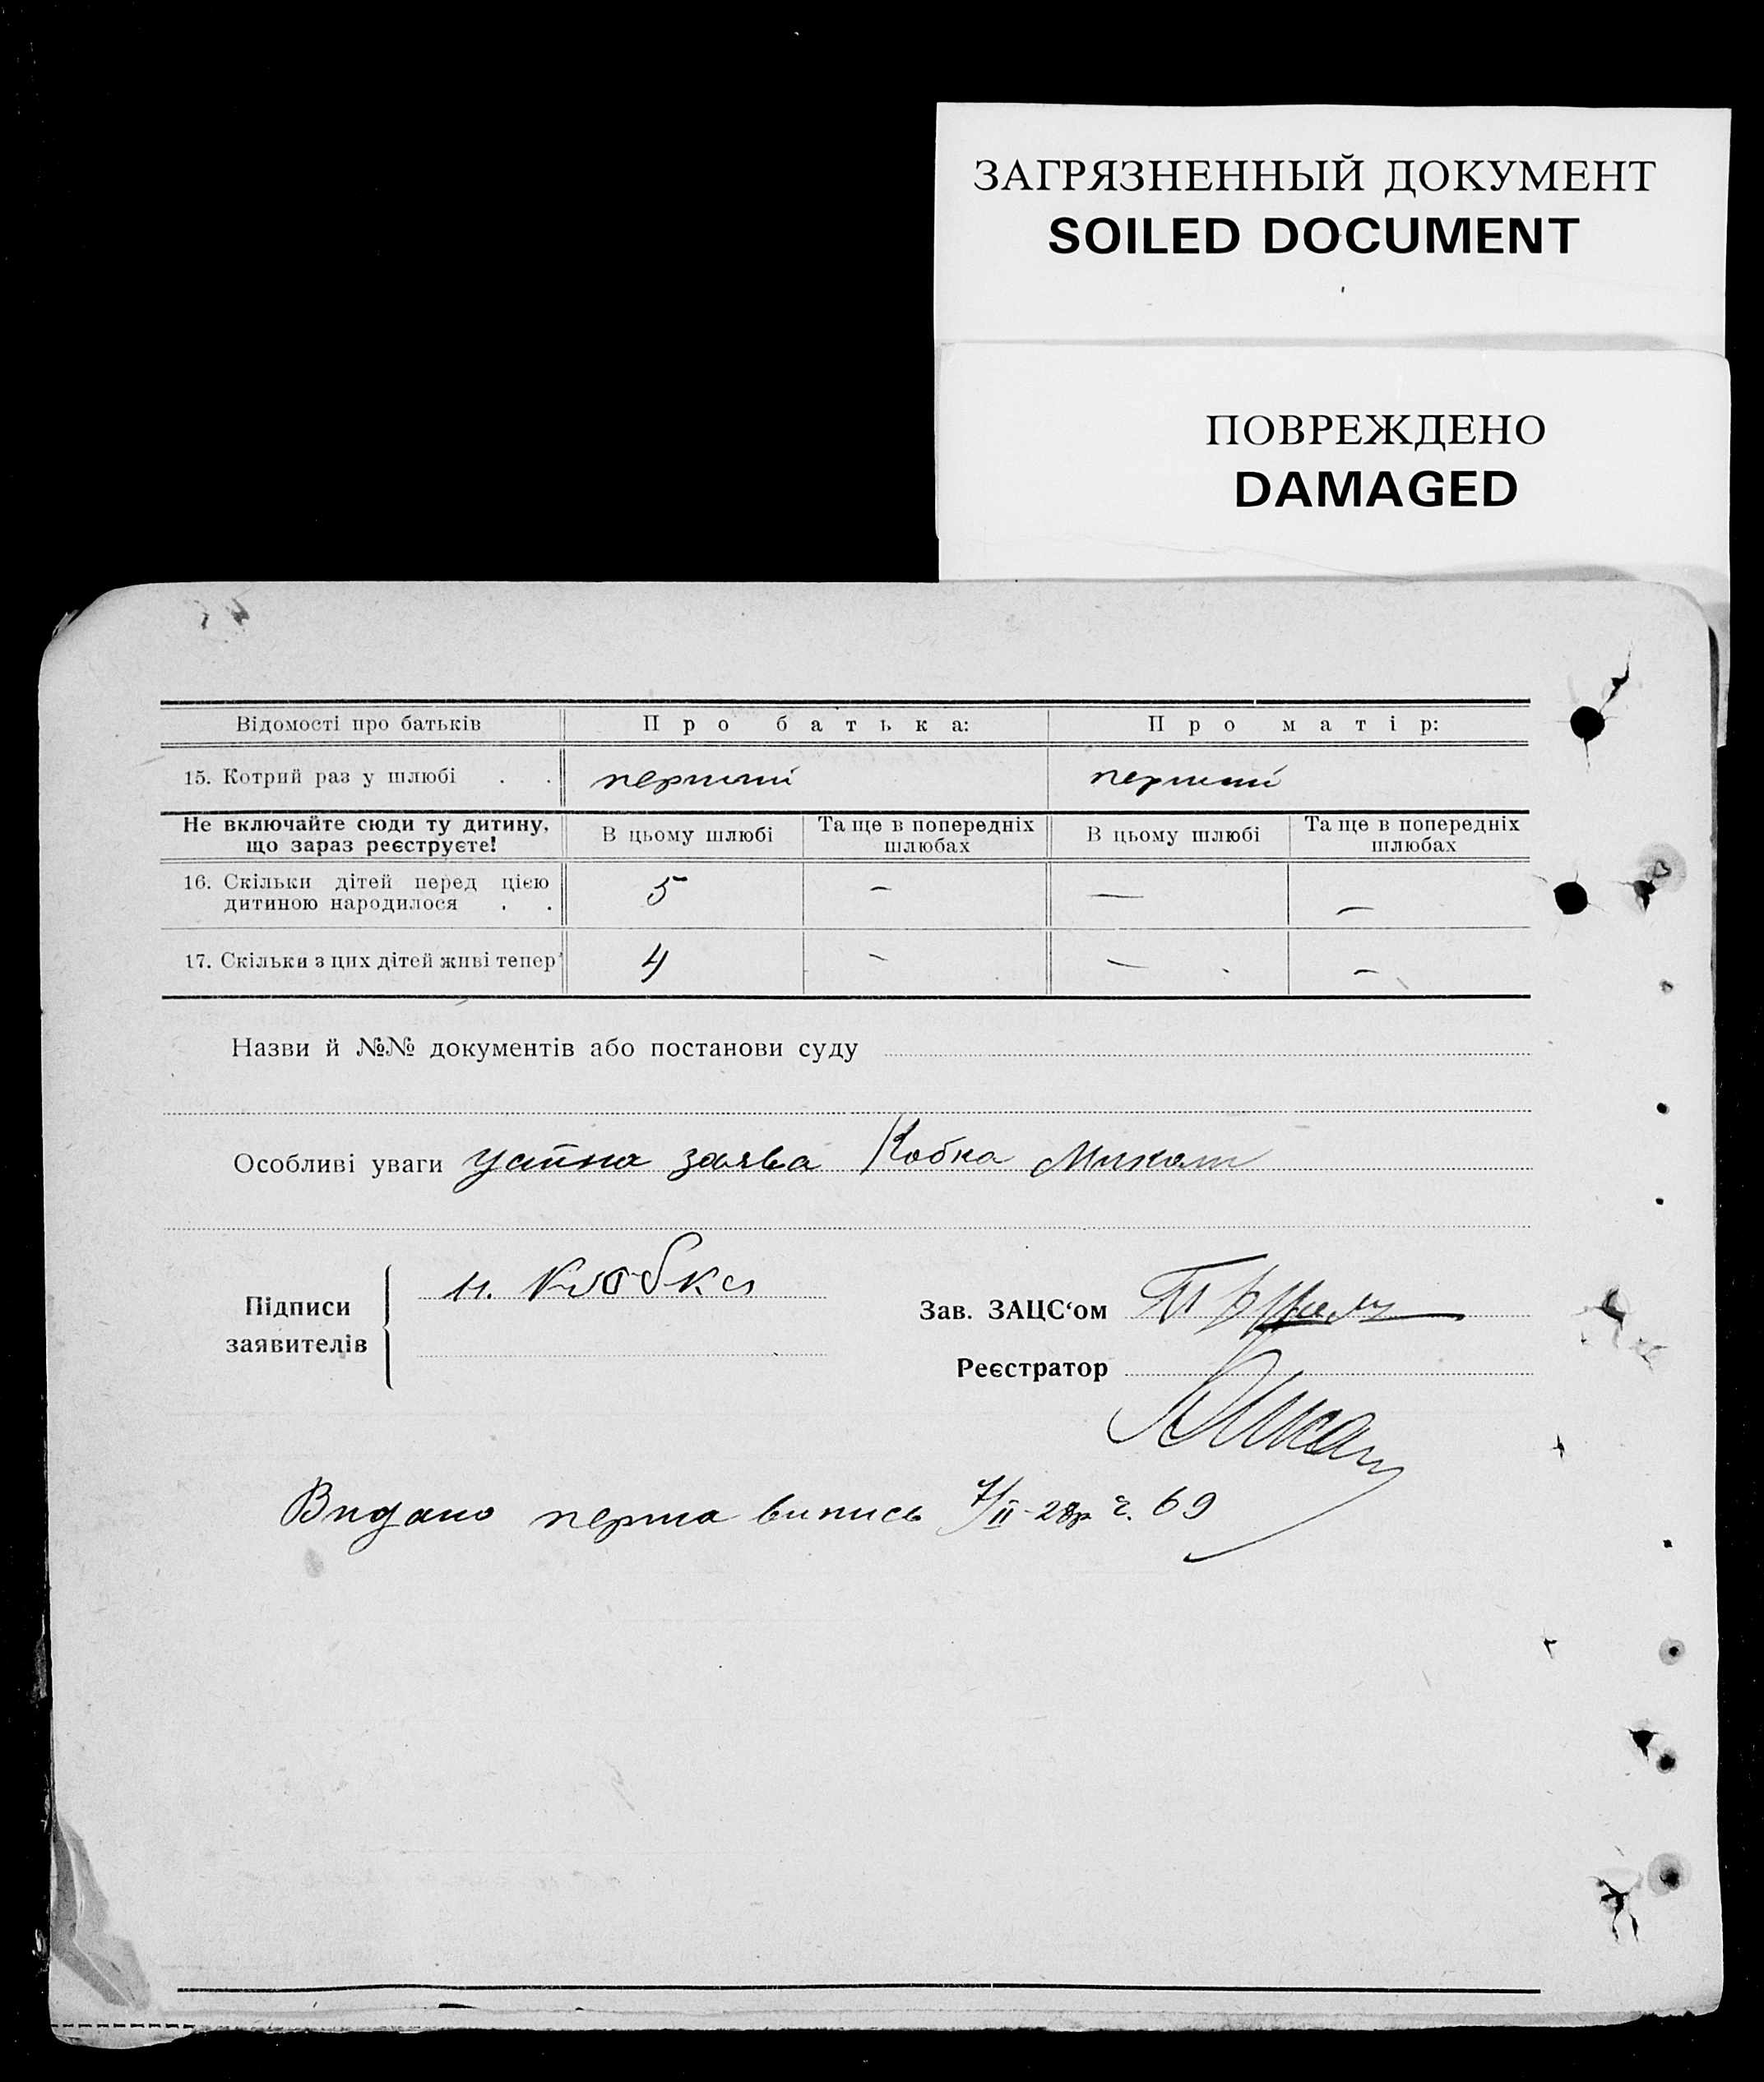 ЗАГРЯЗНЕННЫЙ ДОКУМЕНТ
SOILED DOCUMENT
ПОВРЕЖДЕНО
DAMAGED
Відомості про батьків Про батька: Про матір:
15. Котрий раз у шлюбі . . перший перший
Не включайте сюди ту дитину, що зараз реєструєте! В цьому шлюбі Та ще в попередніх шлюбах В цьому шлюбі Та ще в попередніх шлюбах
16. Скільки дітей перед цією дитиною народилося . . 5 – — –
17. Скільки з цих дітей живі тепер 4 – — –
Назви й №№ документів або постанови суду
Особливі уваги устна заява Кобка Миколи
Підписи заявителів
Зав. ЗАЦС‘ом
Реєстратор
Видано перша випись 7/II-28р ч. 69